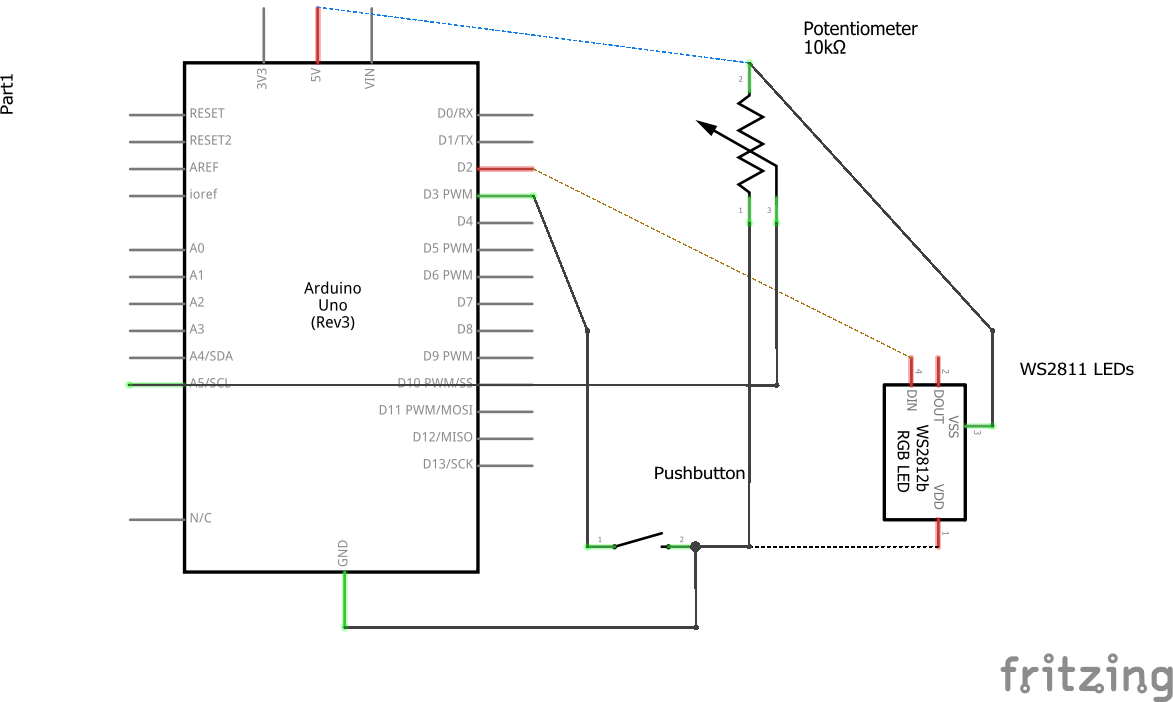 Part1
3V3
5V
VIN
Potentiometer
10kΩ
RESET
RESET2
AREF
ioref
A0
A1
A2
A3
A4/SDA
A5/SCL
N/C
Arduino
Uno
(Rev3)
D0/RX
D1/TX
D2
D3 PWM
D4
D5 PWM
D6 PWM
D7
D8
D9 PWM
D10 PWM/SS
D11 PWM/MOSI
D12/MISO
D13/SCK
GND
2
1
3
Pushbutton
1
2
WS2811 LEDs
4
2
DIN
DOUT
VSS
3
WS2812b
RGB LED
VDD
1
fritzing